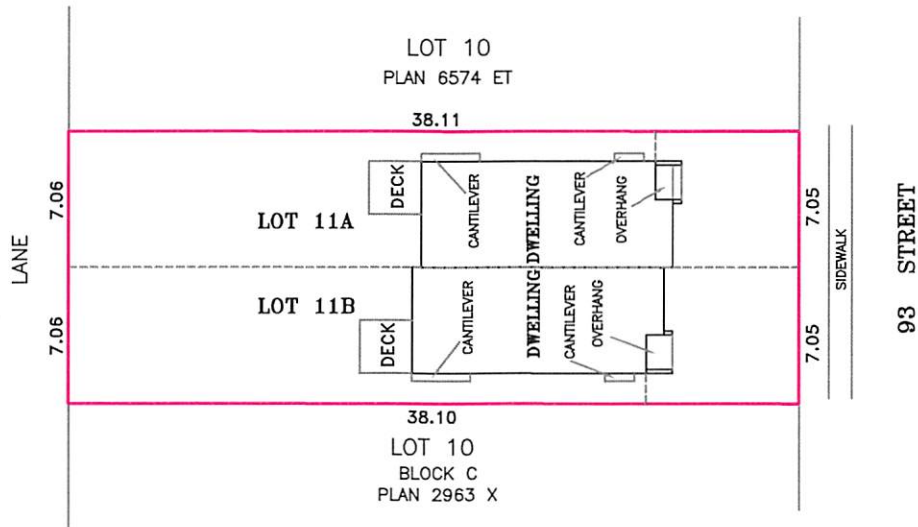 LOT 10
PLAN 6574 ET
38.11
LANE
7.06
7.06
LOT 11A
DECK
CANTILEVER
DWELLING
CANTILEVER
OVERHANG
7.05
LOT 11B
DECK
CANTILEVER
DWELLING
CANTILEVER
OVERHANG
7.05
SIDEWALK
93 STREET
38.10
LOT 10
BLOCK C
PLAN 2963 X